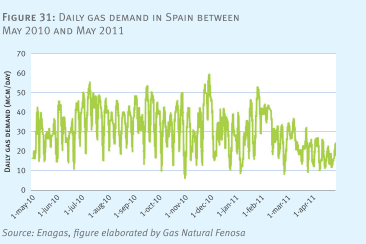 FIGURE 31: DAILY GAS DEMAND IN SPAIN BETWEEN
MAY 2010 AND MAY 2011
DAILY GAS DEMAND (MCM/DAY)
70
60
50
40
30
20
10
0
1-may-10
1-jun-10
1-jul-10
1-aug-10
1-sep-10
1-oct-10
1-nov-10
1-dec-10
1-jan-11
1-feb-11
1-mar-11
1-apr-11
Source: Enagas, figure elaborated by Gas Natural Fenosa